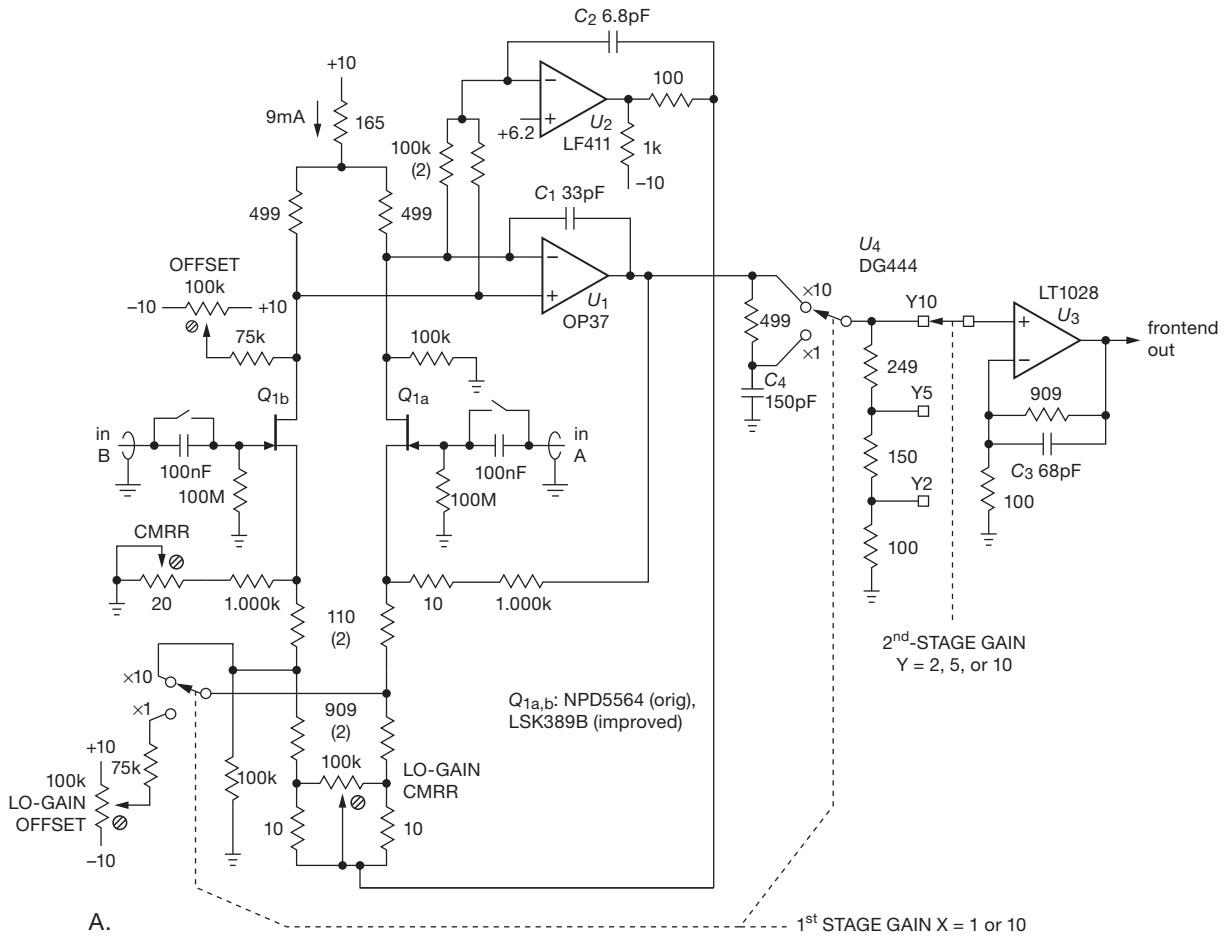 C2 6.8pF
+10
9mA
165
100
+6.2
U2
LF411
1k
–10
100k
(2)
499
499
C1 33pF
OFFSET
100k
–10
+10
75k
U1
OP37
100k
U4
DG444
×10
×1
499
C4
150pF
Y10
LT1028
U3
frontend
out
249
Y5
150
Y2
100
909
C3 68pF
100
Q1b
Q1a
in
B
100nF
100M
100nF
100M
in
A
CMRR
20
1.000k
10
1.000k
110
(2)
2nd-STAGE GAIN
Y = 2, 5, or 10
×10
×1
Q1a,b: NPD5564 (orig),
LSK389B (improved)
909
(2)
+10
75k
100k
LO-GAIN
OFFSET
–10
100k
100k
LO-GAIN
CMRR
10
10
A.
1st STAGE GAIN X = 1 or 10